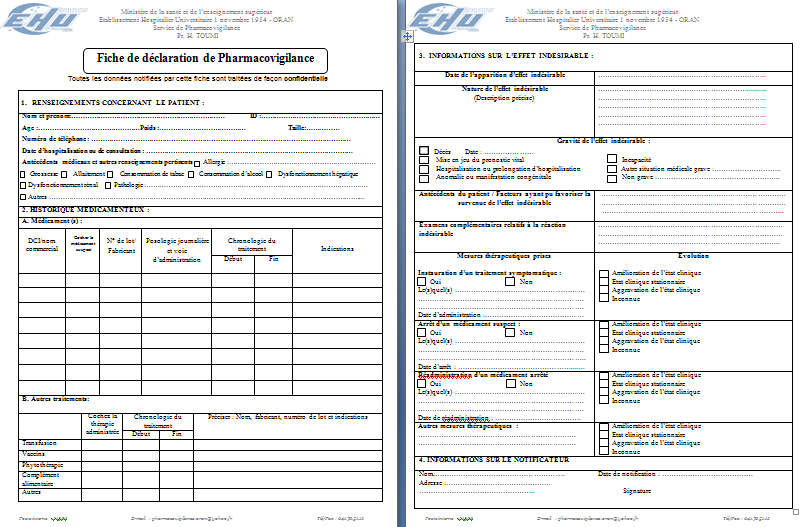 EHU
Ministère de la santé et de l'enseignement supérieur
Etablissement Hospitalier Universitaire 1 novembre 1954 - ORAN
Service de Pharmacovigilance
Pr. H. TOUMI
Fiche de déclaration de Pharmacovigilance
Toutes les données notifiées par cette fiche sont traitées de façon confidentielle
1. RENSEIGNEMENTS CONCERNANT LE PATIENT :
Nom et prénom: ID :
Age : Poids : Taille:
Numéro de téléphone :
Date d'hospitalisation ou de consultation :
Antécédents médicaux et autres renseignements pertinents Allergie :
Grossesse Allaitement Consommation de tabac Consommation d'alcool Dysfonctionnement hépatique
Dysfonctionnement rénal Pathologie :
Autres :
2. HISTORIQUE MEDICAMENTEUX :
A. Médicament (s) :
DCI/nom commercial
Cocher le médicament suspect
N° de lot/ Fabricant
Posologie journalière et voie d'administration
Chronologie du traitement
Début Fin
Indications
B. Autres traitements:
Cochez la thérapie administrée
Chronologie du traitement
Début Fin
Préciser : Nom, fabricant, numéro de lot et indications
Transfusion
Vaccins
Phytothérapie
Complément alimentaire
Autres
Poste interne
E-mail : pharmacovigilance.oran@yahoo.fr
Tél/Fax :
EHU
Ministère de la santé et de l'enseignement supérieur
Etablissement Hospitalier Universitaire 1 novembre 1954 - ORAN
Service de Pharmacovigilance
Pr. H. TOUMI
3. INFORMATIONS SUR L'EFFET INDESIRABLE :
Date de l'apparition d'effet indésirable
Nature de l'effet indésirable
(Description précise)
Gravité de l'effet indésirable :
Décès Date :
Mise en jeu du pronostic vital
Hospitalisation ou prolongation d'hospitalisation
Anomalie ou manifestation congénitale
Incapacité
Autre situation médicale grave
Non grave
Antécédents du patient / Facteurs ayant pu favoriser la
survenue de l'effet indésirable
Examens complémentaires relatifs à la réaction
indésirable
Mesures thérapeutiques prises Evolution
Instauration d'un traitement symptomatique :
Oui Non
Le(s)quel(s)
Date d'administration :
Amélioration de l'état clinique
Etat clinique stationnaire
Aggravation de l'état clinique
Inconnue
Arrêt d'un médicament suspect :
Oui Non
Le(s)quel(s)
Date d'arrêt :
Amélioration de l'état clinique
Etat clinique stationnaire
Aggravation de l'état clinique
Inconnue
Réadministration d'un médicament arrêté
Oui Non
Le(s)quel(s)
Date de réadministration :
Amélioration de l'état clinique
Etat clinique stationnaire
Aggravation de l'état clinique
Inconnue
Autres mesures thérapeutiques :
Amélioration de l'état clinique
Etat clinique stationnaire
Aggravation de l'état clinique
Inconnue
4. INFORMATIONS SUR LE NOTIFICATEUR
Nom: Date de notification :
Adresse :
Signature
Poste interne
E-mail : pharmacovigilance.oran@yahoo.fr
Tél/Fax :